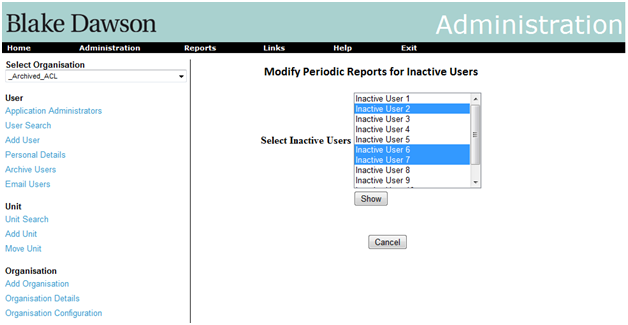 Blake Dawson
Administration
Home Administration Reports Links Help Exit
Select Organisation
_Archived_ACL
User
Application Administrators
User Search
Add User
Personal Details
Archive Users
Email Users
Unit
Unit Search
Add Unit
Move Unit
Organisation
Add Organisation
Organisation Details
Organisation Configuration
Modify Periodic Reports for Inactive Users
Select Inactive Users
Inactive User 1
Inactive User 2
Inactive User 3
Inactive User 4
Inactive User 5
Inactive User 6
Inactive User 7
Inactive User 8
Inactive User 9
Show
Cancel